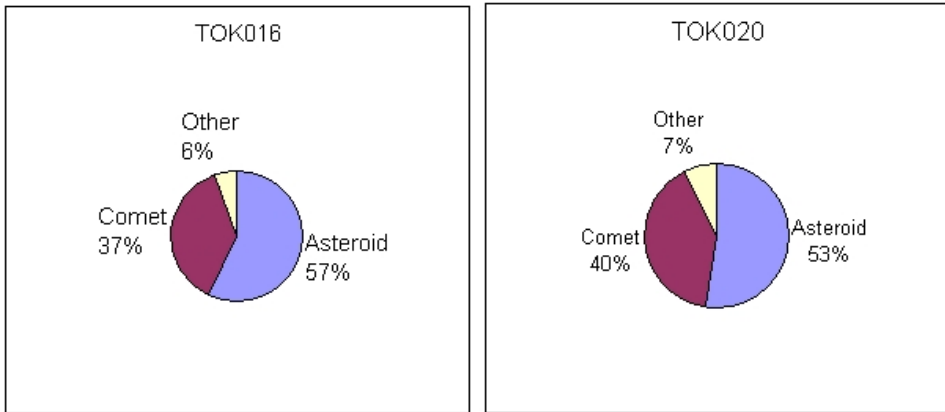 TOK016
Other
6%
Comet
37%
Asteroid
57%
TOK020
Other
7%
Comet
40%
Asteroid
53%